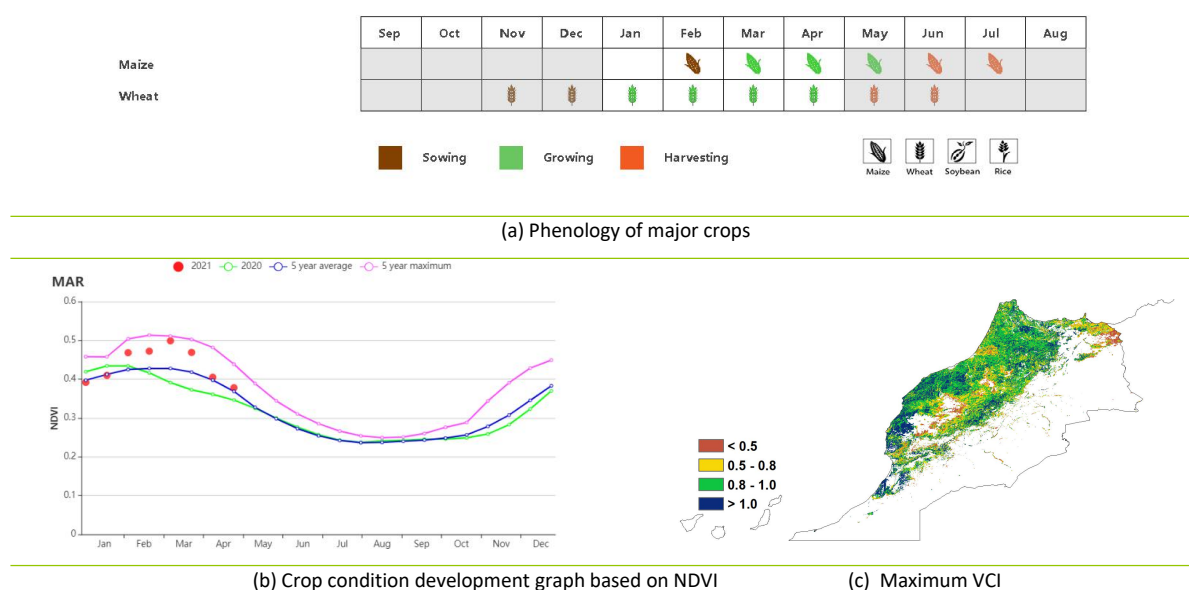 Sep Oct Nov Dec Jan Feb Mar Apr May Jun Jul Aug
Maize
Wheat
Sowing Growing Harvesting
Maize Wheat Soybean Rice
(a) Phenology of major crops
2021 2020 5 year average 5 year maximum
MAR
0.6
0.5
0.4
0.3
0.2
0.1
0
NDVI
Jan Feb Mar Apr May Jun Jul Aug Sep Oct Nov Dec
< 0.5
0.5 - 0.8
0.8 - 1.0
> 1.0
(b) Crop condition development graph based on NDVI
(c) Maximum VCI